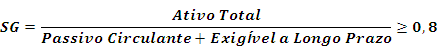 SG = Ativo Total / Passivo Circulante + Exigível a Longo Prazo ≥ 0,8